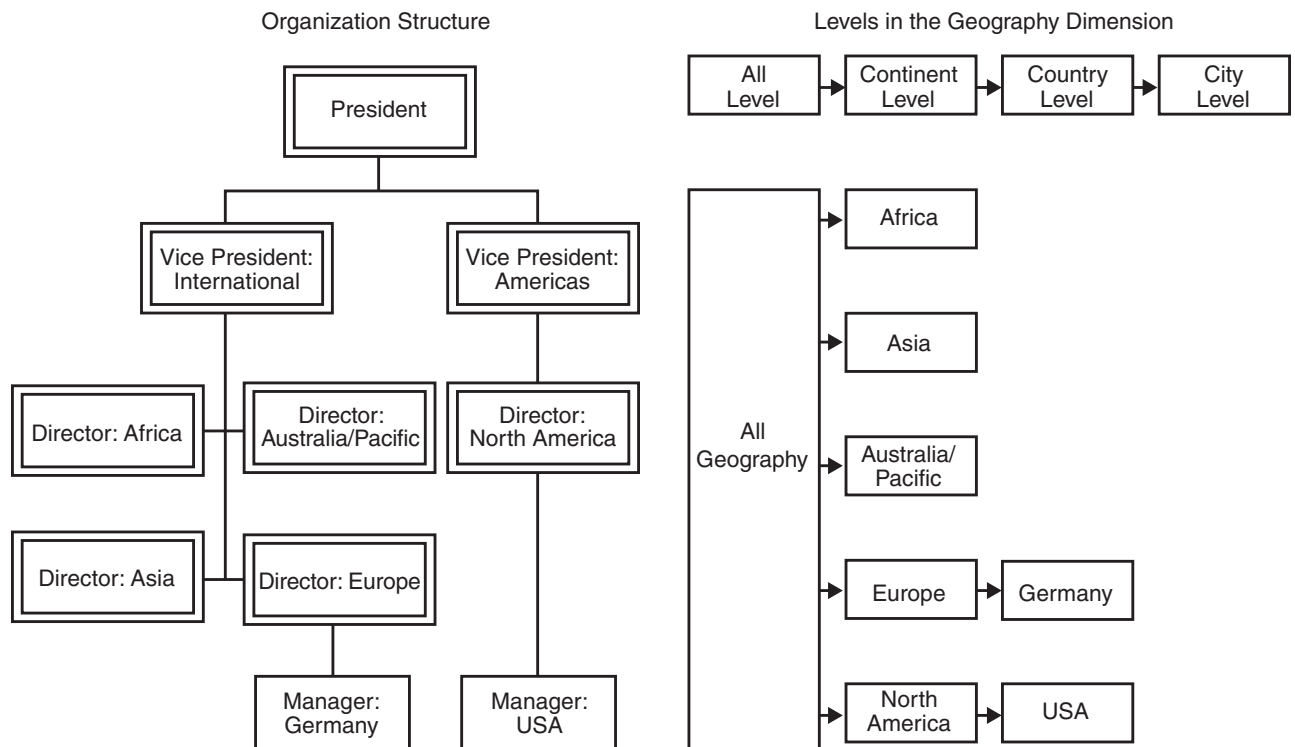 Organization Structure
President
Vice President:
International
Vice President:
Americas
Director: Africa
Director:
Australia/Pacific
Director:
North America
Director: Asia
Director: Europe
Manager:
Germany
Manager:
USA
Levels in the Geography Dimension
All
Level
Continent
Level
Country
Level
City
Level
All
Geography
Africa
Asia
Australia/
Pacific
Europe
Germany
North
America
USA